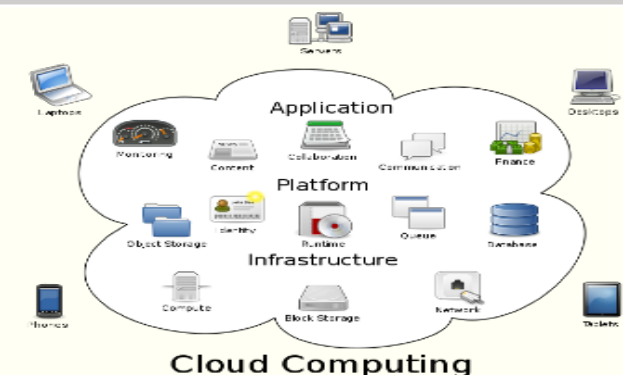 Servers
Application
Laptops
Desktops
NEWS
Monitoring
Content
Collaboration
Communication
Finance
Platform
Object Storage
Identity
Runtime
Queue
Database
Infrastructure
Compute
Block Storage
Network
Phones
Tablets
Cloud Computing